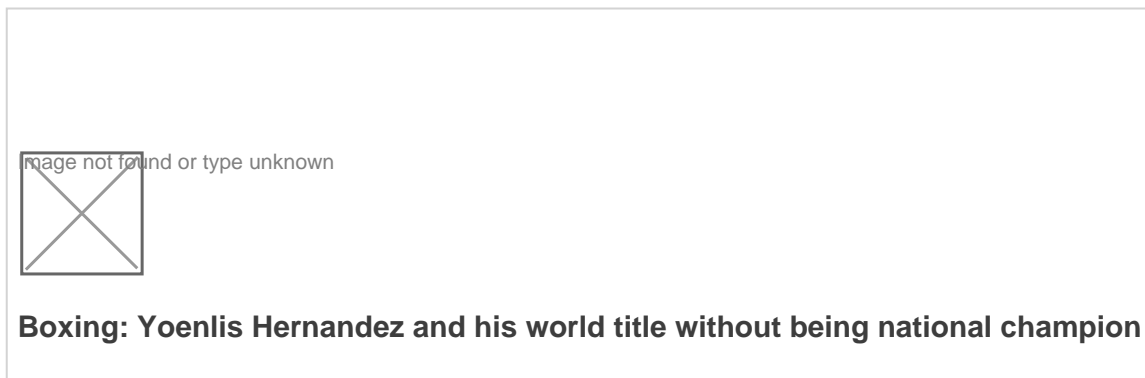 Image not found or type unknown
Boxing: Yoenlis Hernandez and his world title without being national champion